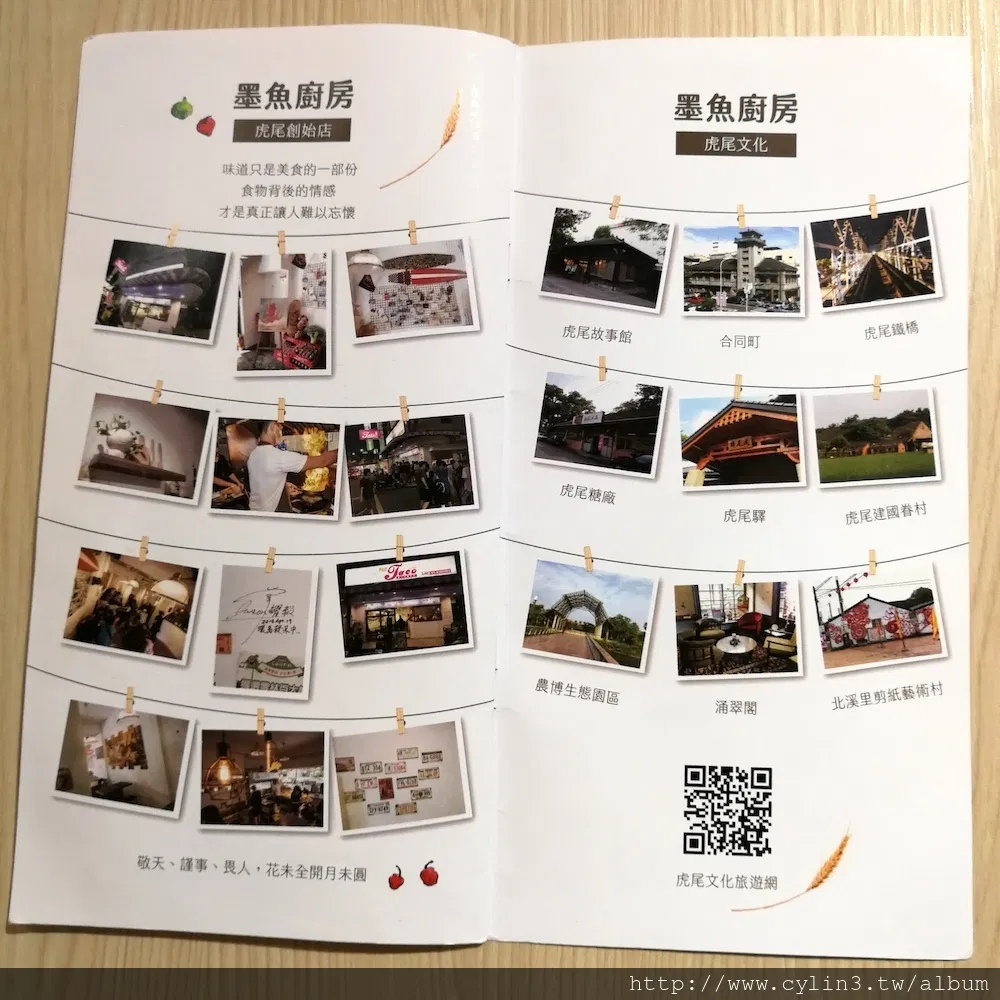 墨魚廚房
虎尾創始店
味道只是美食的一部份
食物背後的情感
才是真正讓人難以忘懷
Taco
敬天、謹事、畏人，花未全開月未圓
墨魚廚房
虎尾文化
虎尾故事館
合同町
虎尾鐵橋
虎尾糖廠
虎尾驛
虎尾建國眷村
農博生態園區
涌翠閣
北溪里剪紙藝術村
虎尾文化旅遊網
http://www.cylin3.tw/album